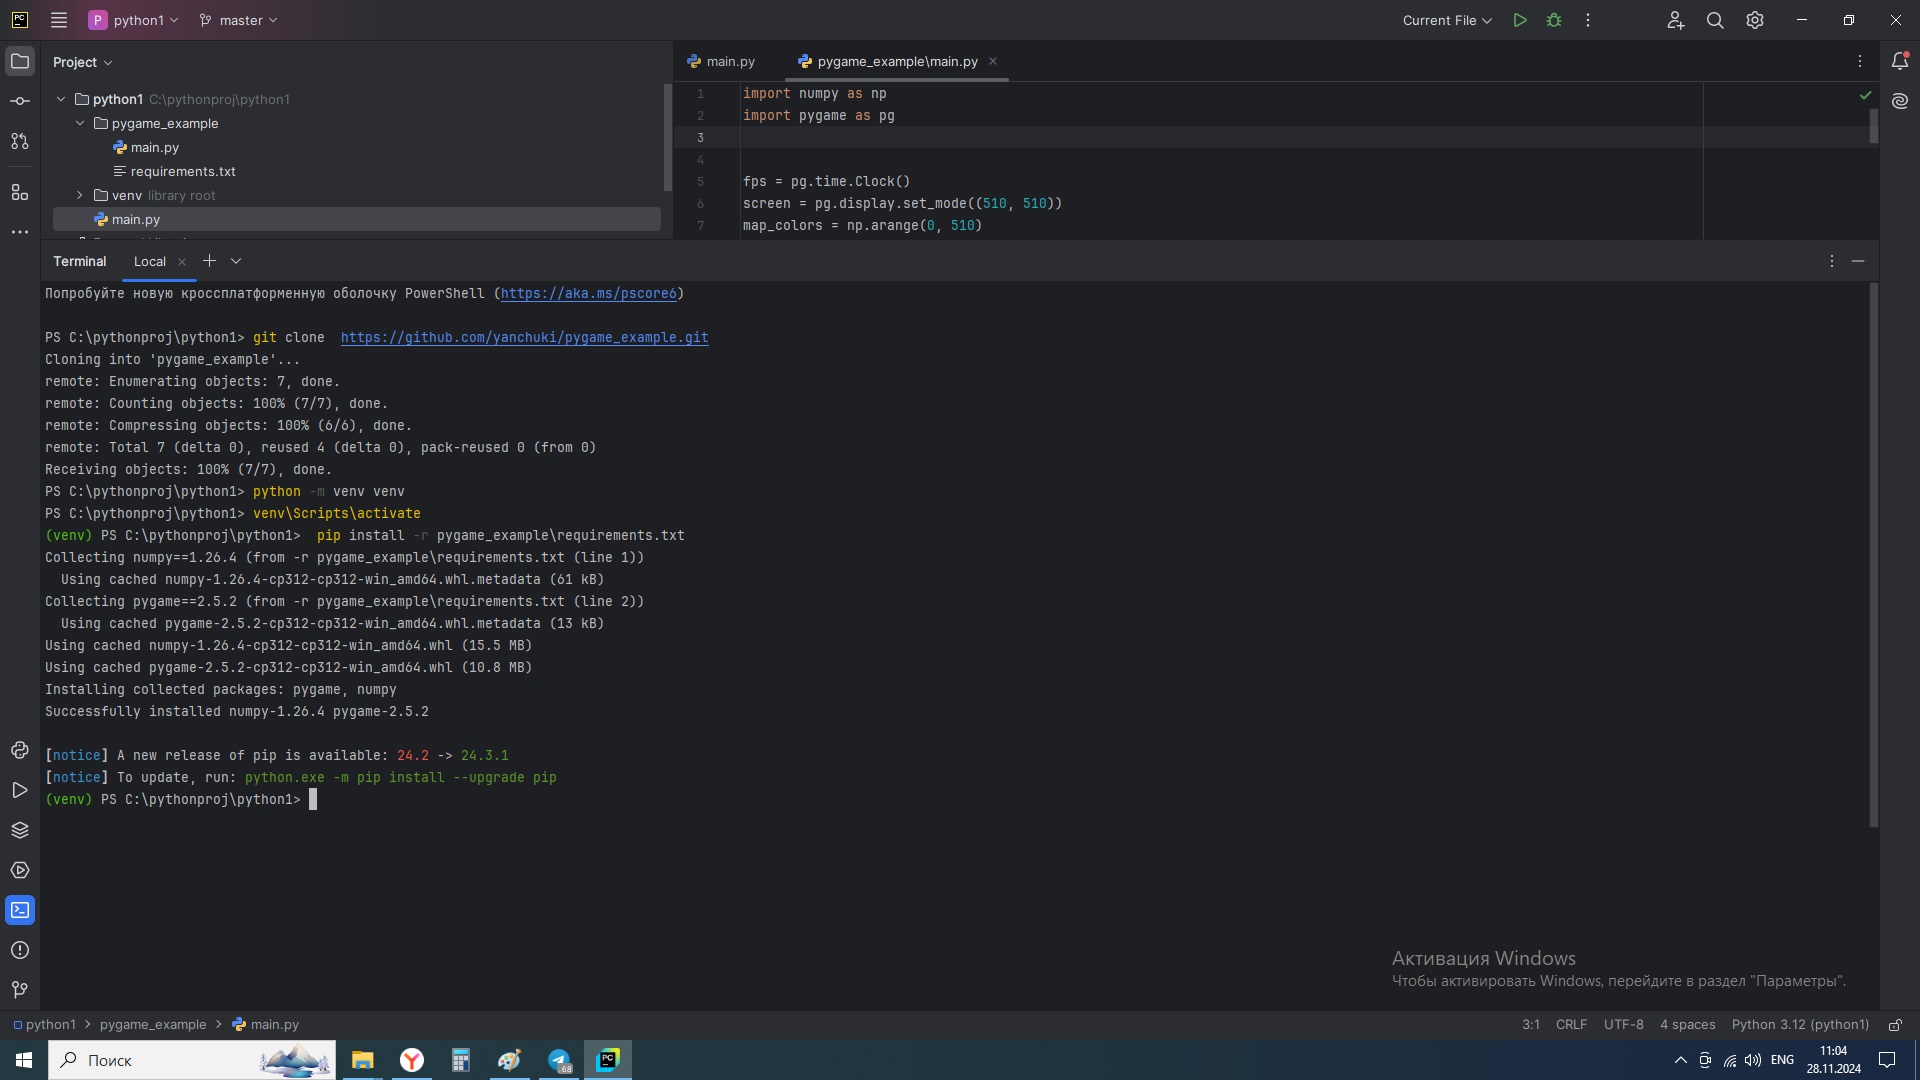 PC P python1 master Current File
Project
main.py pygame_example\main.py
python1 C:\pythonproj\python1
pygame_example
main.py
requirements.txt
venv library root
main.py
1 import numpy as np
2 import pygame as pg
3
4
5 fps = pg.time.Clock()
6 screen = pg.display.set_mode((510, 510))
7 map_colors = np.arange(0, 510)
Terminal Local
Попробуйте новую кроссплатформенную оболочку PowerShell (https://aka.ms/pscore6)
PS C:\pythonproj\python1> git clone  https://github.com/yanchuki/pygame_example.git
Cloning into 'pygame_example'...
remote: Enumerating objects: 7, done.
remote: Counting objects: 100% (7/7), done.
remote: Compressing objects: 100% (6/6), done.
remote: Total 7 (delta 0), reused 4 (delta 0), pack-reused 0 (from 0)
Receiving objects: 100% (7/7), done.
PS C:\pythonproj\python1> python -m venv venv
PS C:\pythonproj\python1> venv\Scripts\activate
(venv) PS C:\pythonproj\python1>  pip install -r pygame_example\requirements.txt
Collecting numpy==1.26.4 (from -r pygame_example\requirements.txt (line 1))
  Using cached numpy-1.26.4-cp312-cp312-win_amd64.whl.metadata (61 kB)
Collecting pygame==2.5.2 (from -r pygame_example\requirements.txt (line 2))
  Using cached pygame-2.5.2-cp312-cp312-win_amd64.whl.metadata (13 kB)
Using cached numpy-1.26.4-cp312-cp312-win_amd64.whl (15.5 MB)
Using cached pygame-2.5.2-cp312-cp312-win_amd64.whl (10.8 MB)
Installing collected packages: pygame, numpy
Successfully installed numpy-1.26.4 pygame-2.5.2
[notice] A new release of pip is available: 24.2 -> 24.3.1
[notice] To update, run: python.exe -m pip install --upgrade pip
(venv) PS C:\pythonproj\python1>
Активация Windows
Чтобы активировать Windows, перейдите в раздел "Параметры".
python1 > pygame_example > main.py 3:1 CRLF UTF-8 4 spaces Python 3.12 (python1)
Поиск .68 PC ENG 11:04
28.11.2024